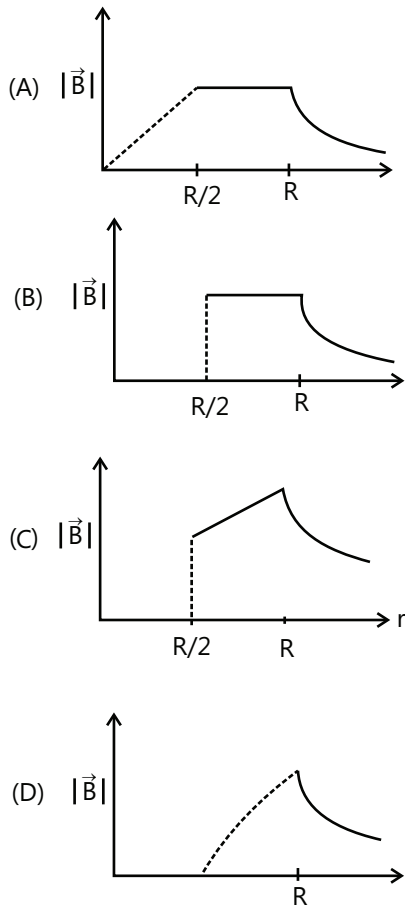 (A) |B⃗|
R/2 R
(B) |B⃗|
R/2 R
(C) |B⃗|
r
R/2 R
(D) |B⃗|
R